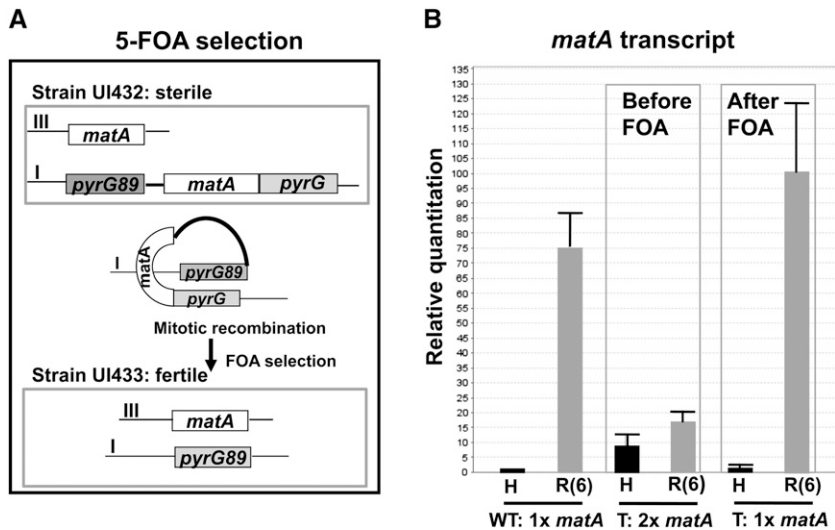 A
5-FOA selection
Strain UI432: sterile
III
matA
I
pyrG89
matA
pyrG
matA
I
pyrG89
pyrG
Mitotic recombination
FOA selection
Strain UI433: fertile
III
matA
I
pyrG89
B
matA transcript
Relative quantitation
135
130
125
120
115
110
105
100
95
90
85
80
75
70
65
60
55
50
45
40
35
30
25
20
15
10
5
0
Before
FOA
After
FOA
H
R(6)
H
R(6)
H
R(6)
WT: 1x matA
T: 2x matA
T: 1x matA